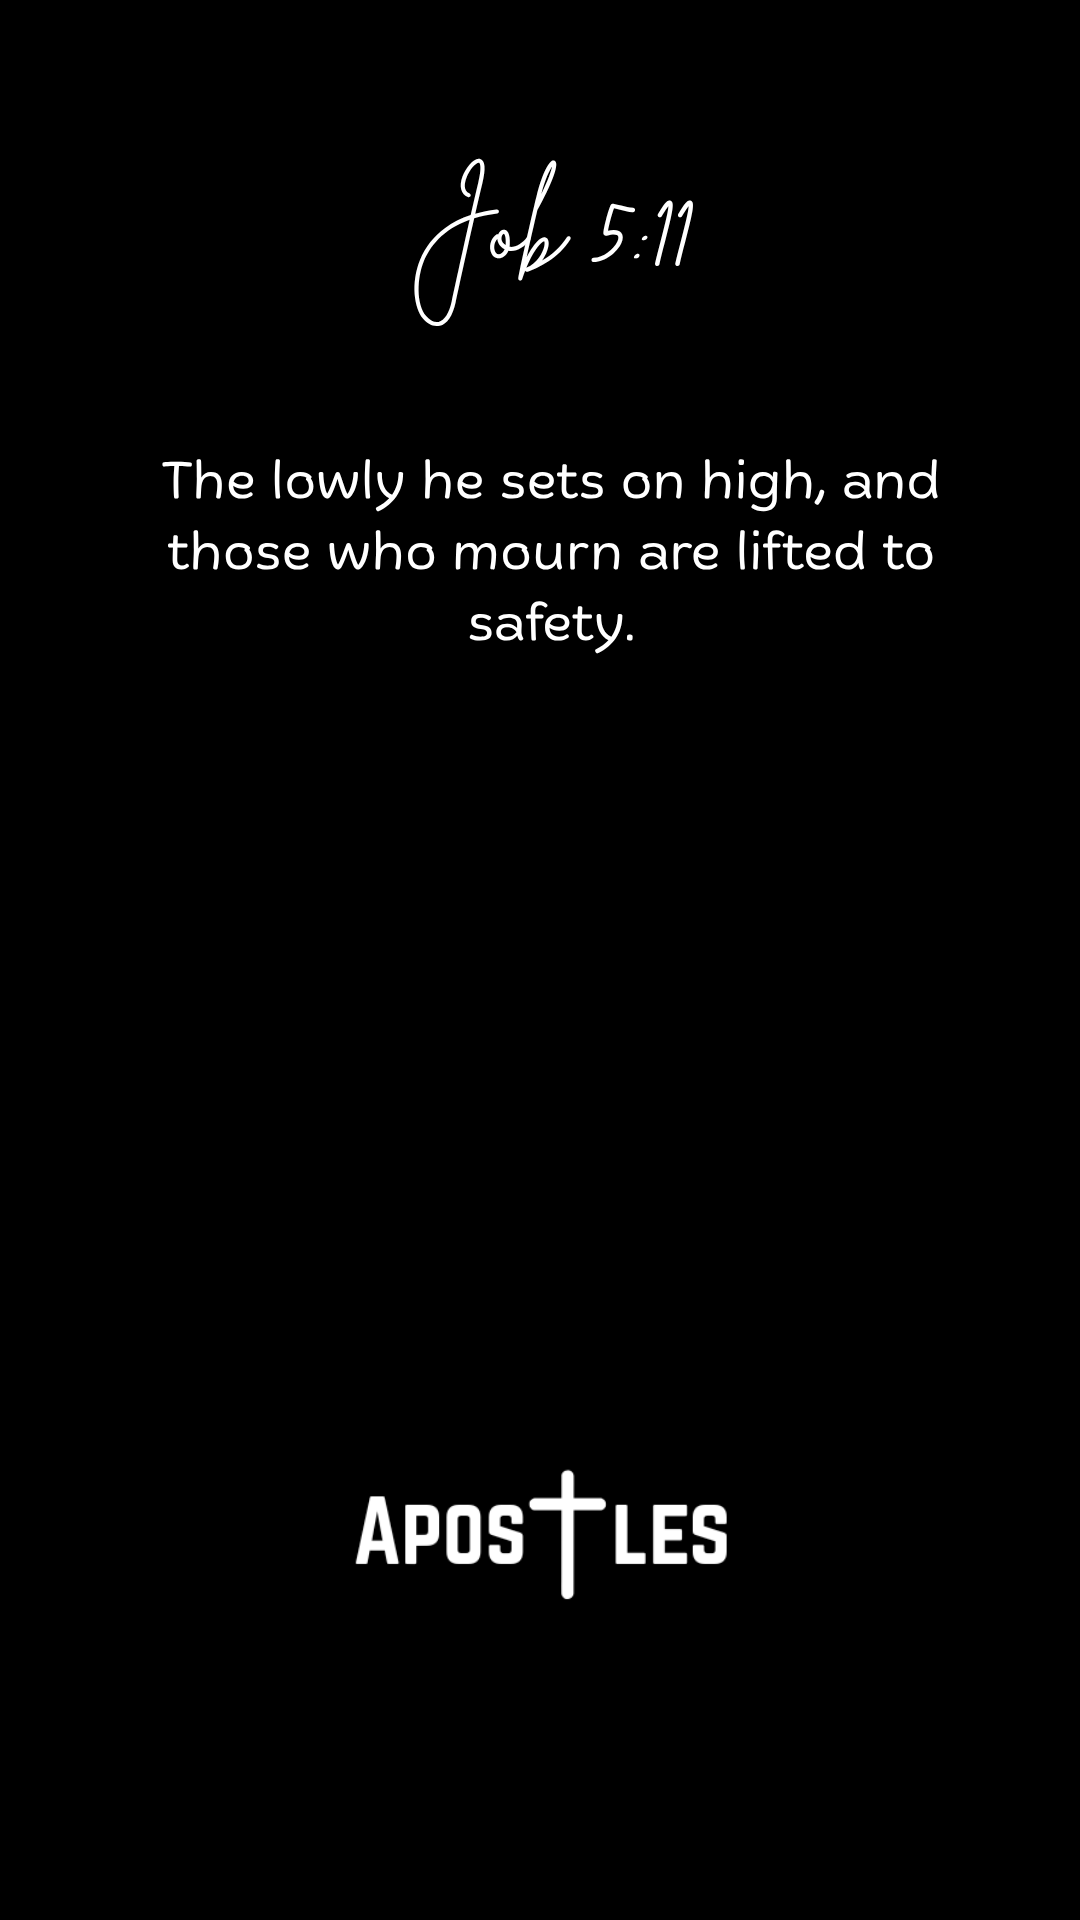 Job 5:11
The lowly he sets on high, and
those who mourn are lifted to
safety.
APOSTLES